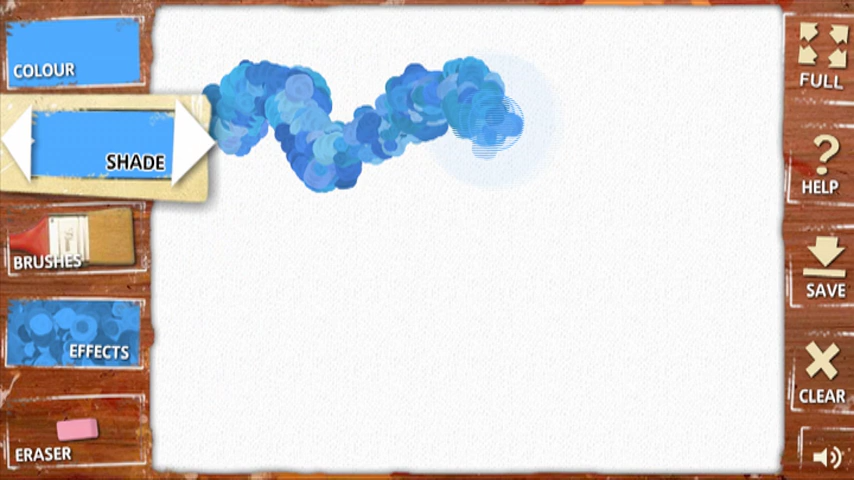 COLOUR
SHADE
BRUSHES
EFFECTS
ERASER
FULL
?
HELP
SAVE
CLEAR